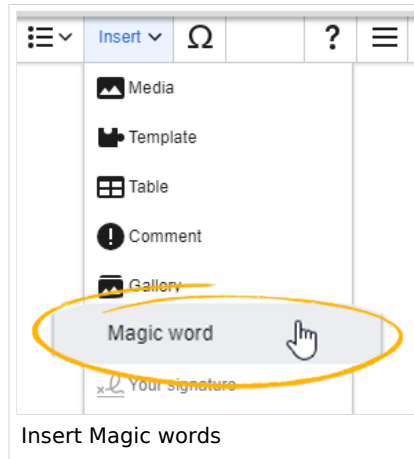 Insert Ω ?
Media
Template
Table
Comment
Gallery
Magic word
Your signature
Insert Magic words